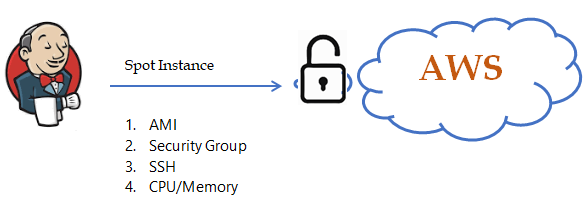 Spot Instance
AWS
1. AMI
2. Security Group
3. SSH
4. CPU/Memory